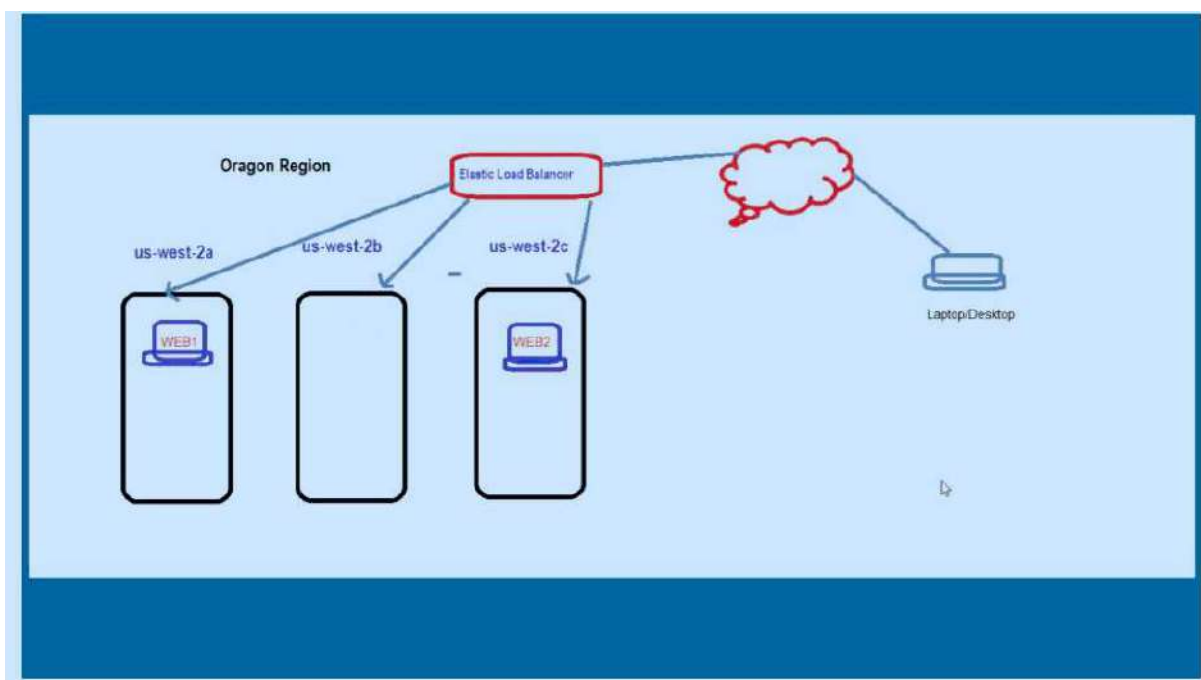 Oragon Region
Elastic Load Balancer
us-west-2a
us-west-2b
us-west-2c
WEB1
WEB2
Laptop/Desktop